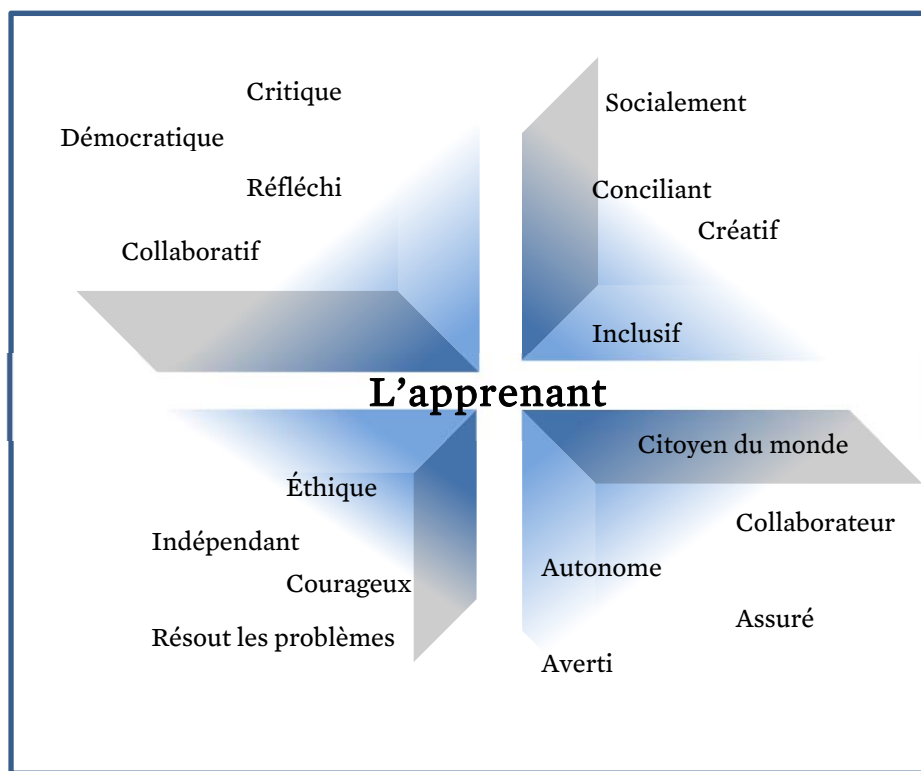 Critique
Démocratique
Réfléchi
Collaboratif
Socialement
Conciliant
Créatif
Inclusif
L’apprenant
Éthique
Indépendant
Courageux
Résout les problèmes
Citoyen du monde
Collaborateur
Autonome
Assuré
Averti